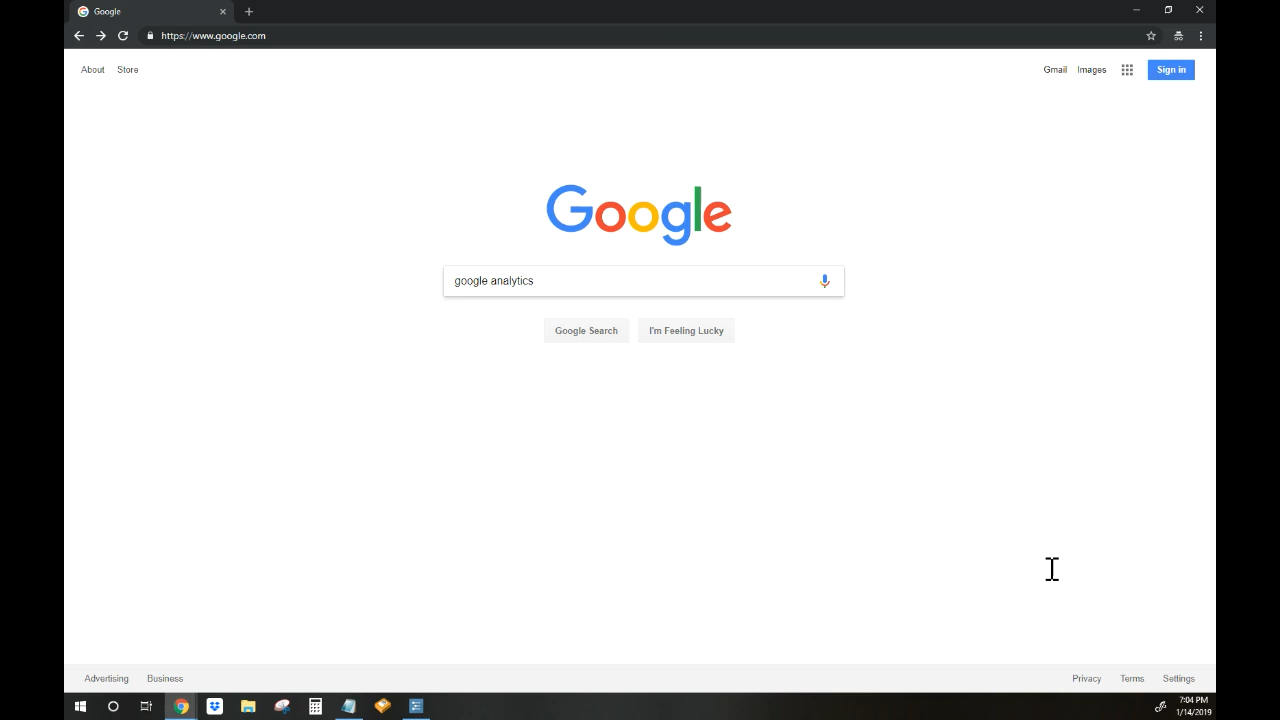 Google
https://www.google.com
About Store
Gmail Images Sign in
Google
google analytics
Google Search I'm Feeling Lucky
Advertising Business
Privacy Terms Settings
7:04 PM
1/14/2019